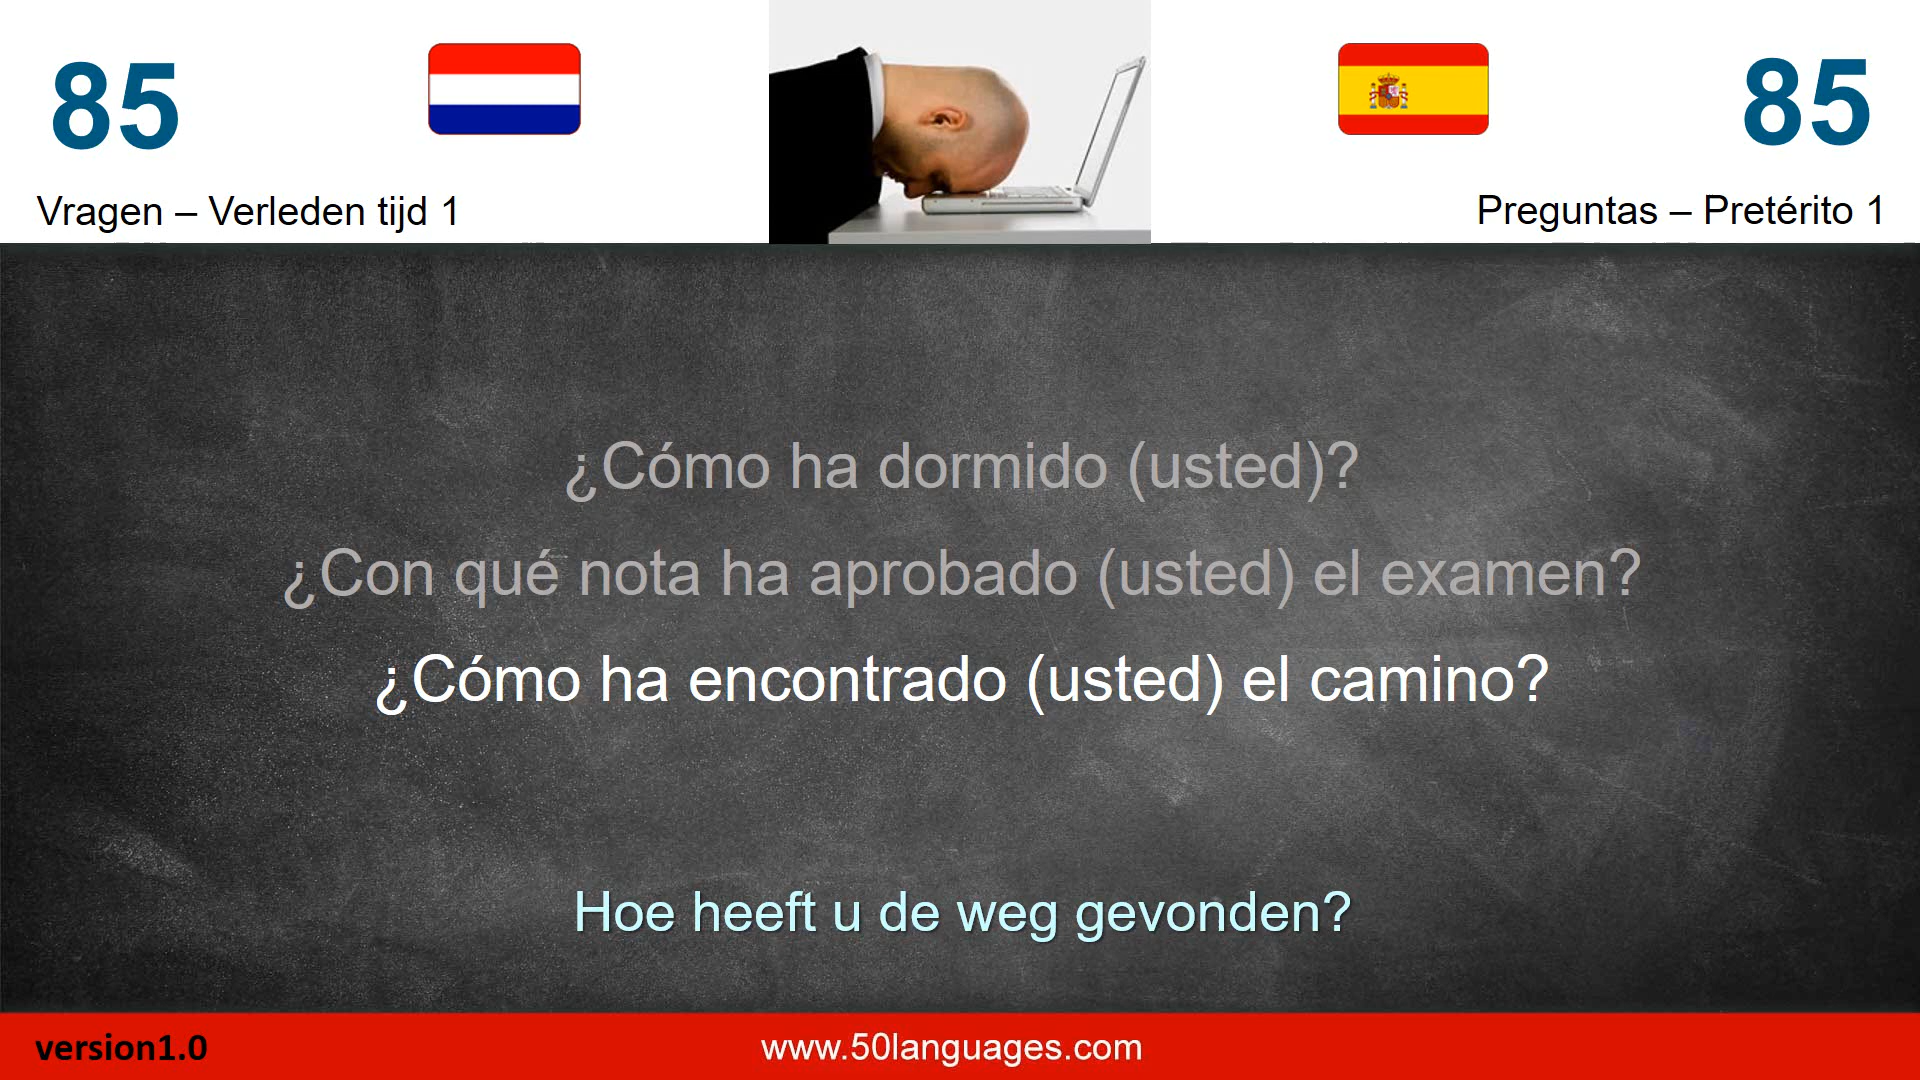 85
85
Vragen – Verleden tijd 1
Preguntas – Pretérito 1
¿Cómo ha dormido (usted)?
¿Con qué nota ha aprobado (usted) el examen?
¿Cómo ha encontrado (usted) el camino?
Hoe heeft u de weg gevonden?
version1.0
www.50languages.com